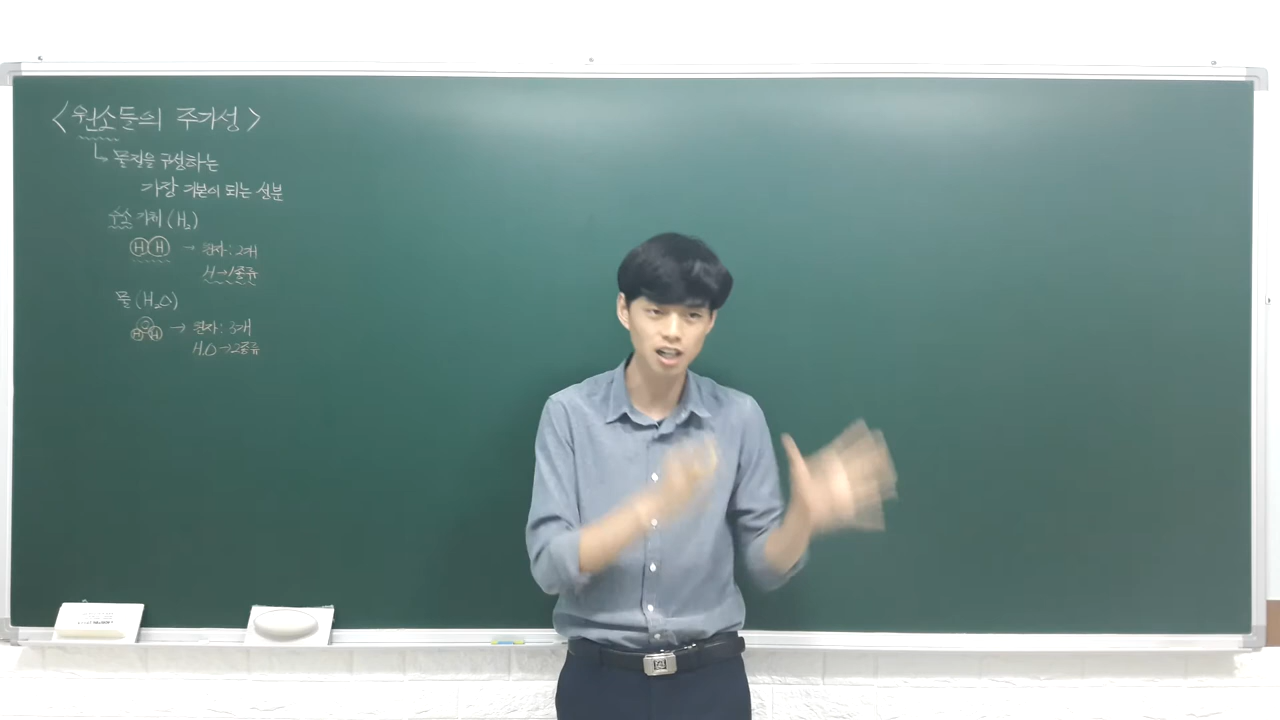 <원소들의 주기성>
물질을 구성하는
가장 기본이 되는 성분
수소 기체 (H₂)
HH → 원자 : 2개
H → 1종류
물 (H₂O)
HOH → 원자 : 3개
H, O → 2종류